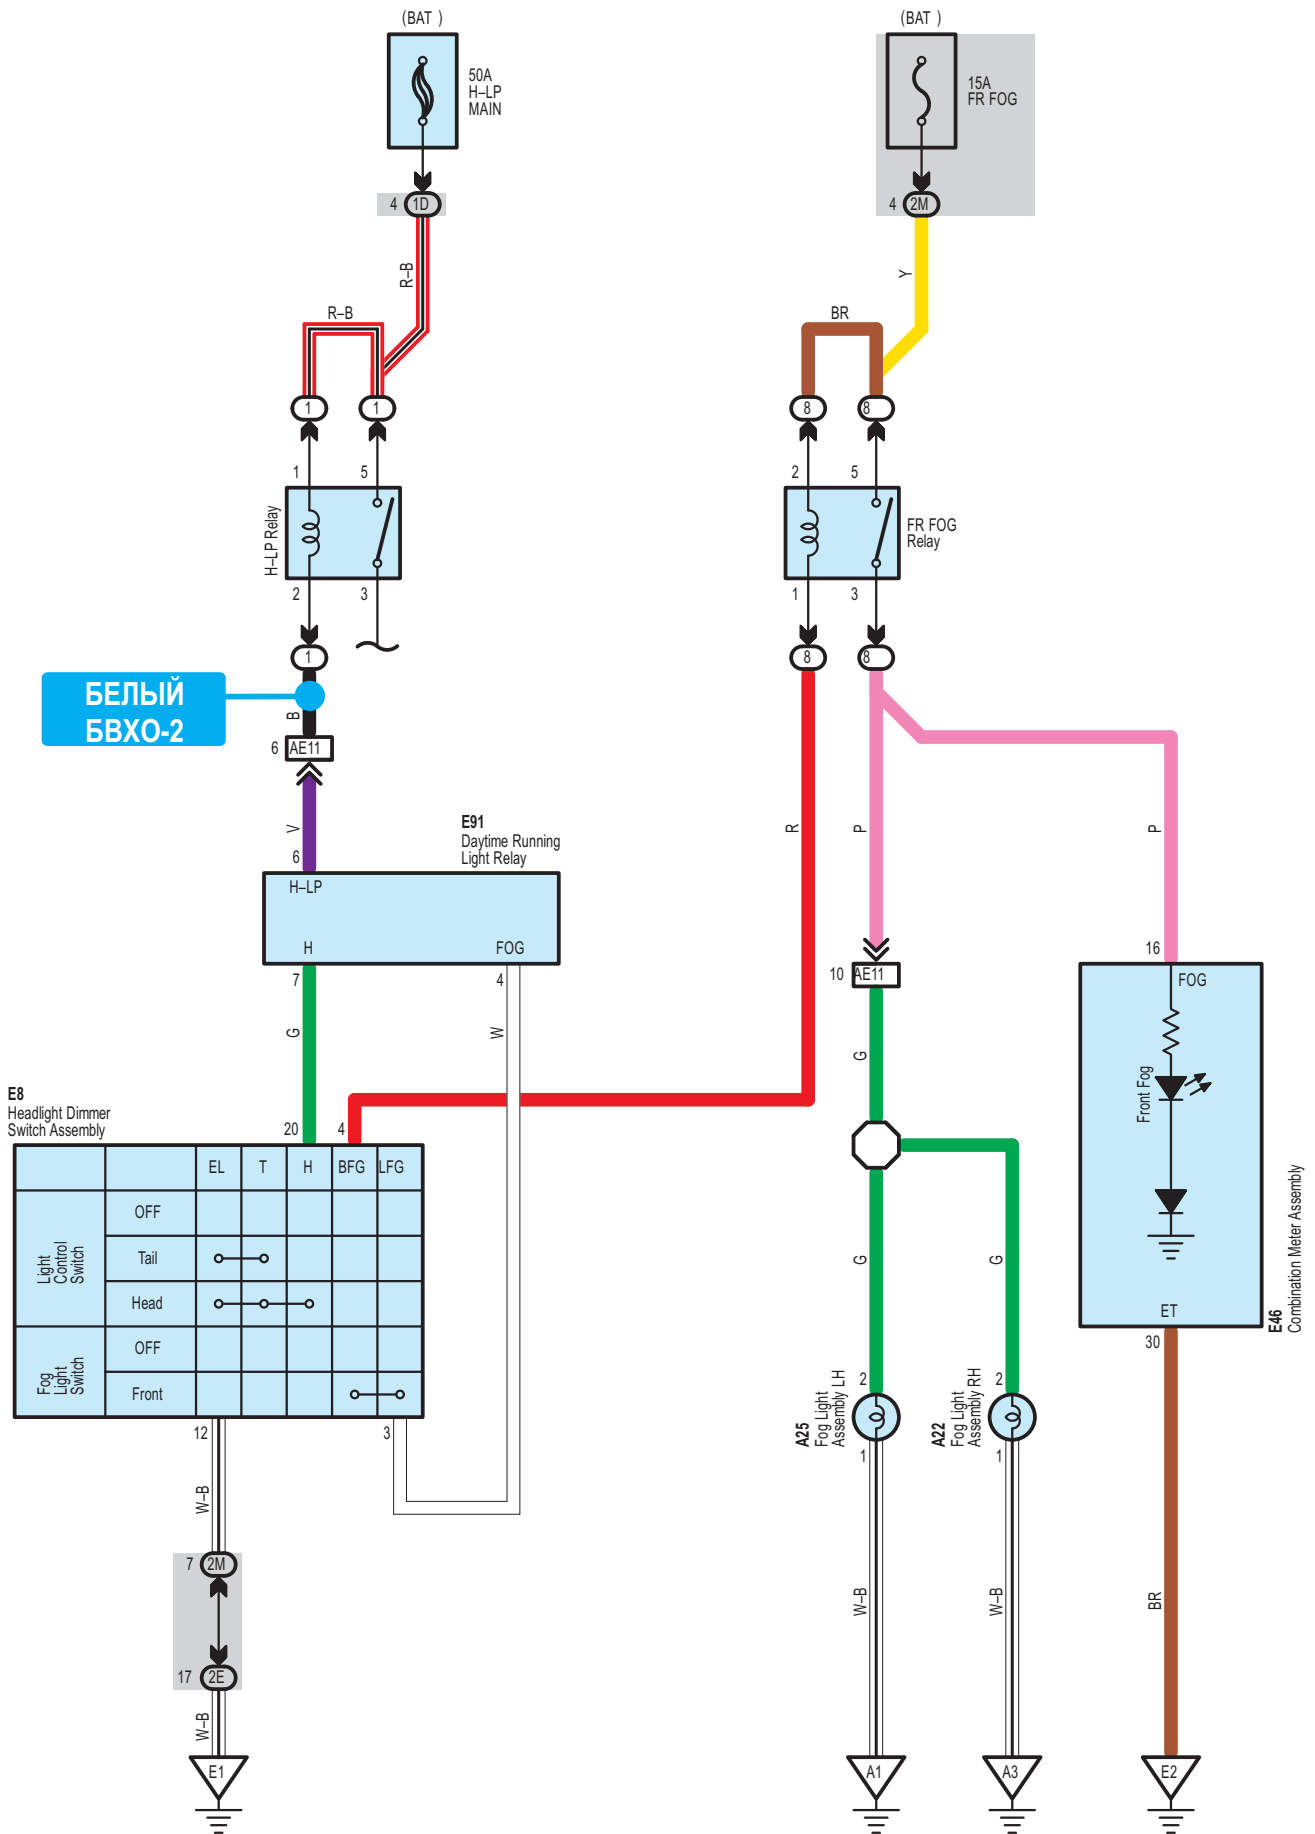 (BAT )
(BAT )
50A
H–LP
MAIN
15A
FR FOG
4 1D
4 2M
R–B
Y
R–B
BR
1 1
8 8
1 5
2 5
H–LP Relay
FR FOG
Relay
2 3
1 3
1
8 8
БЕЛЫЙ
БВХО-2
B
6 AE11
V
R
P
P
E91
Daytime Running
Light Relay
6
H–LP
H FOG
7 4
16
FOG
10 AE11
G
W
G
Front Fog
E8
Headlight Dimmer
Switch Assembly
20 4
EL T H BFG LFG
OFF
Tail
Head
Light
Control
Switch
OFF
Front
Fog
Light
Switch
G
G
ET
E46
Combination Meter Assembly
30
2
2
A25
Fog Light
Assembly LH
A22
Fog Light
Assembly RH
12 3
1
1
W–B
7 2M
W–B
W–B
BR
17 2E
W–B
E1
A1
A3
E2